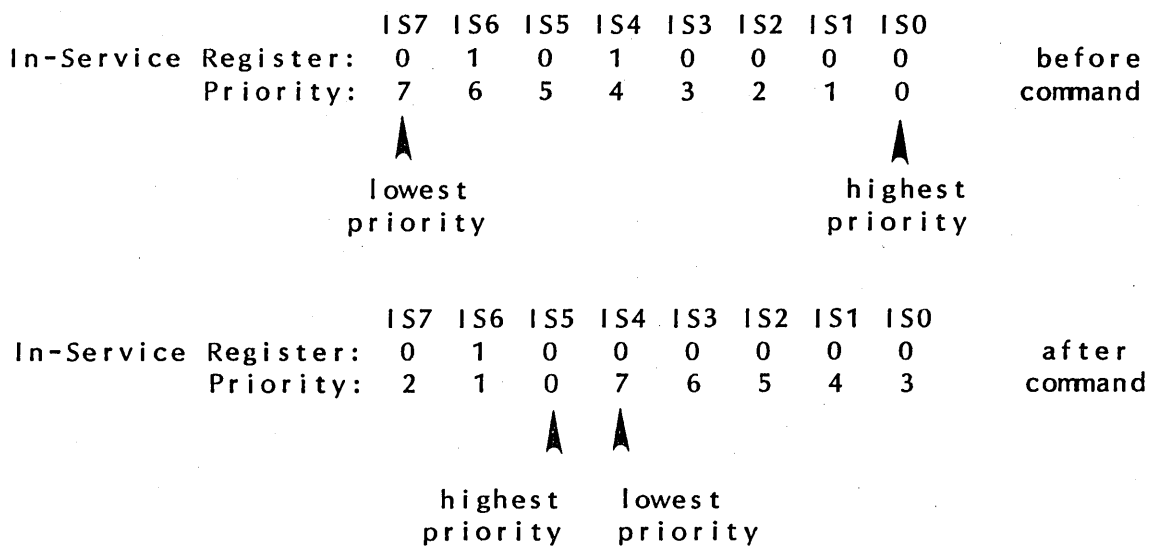 IS7 IS6 IS5 IS4 IS3 IS2 IS1 IS0
In-Service Register: 0 1 0 1 0 0 0 0 before
Priority: 7 6 5 4 3 2 1 0 command
lowest highest
priority priority
IS7 IS6 IS5 IS4 IS3 IS2 IS1 IS0
In-Service Register: 0 1 0 0 0 0 0 0 after
Priority: 2 1 0 7 6 5 4 3 command
highest lowest
priority priority